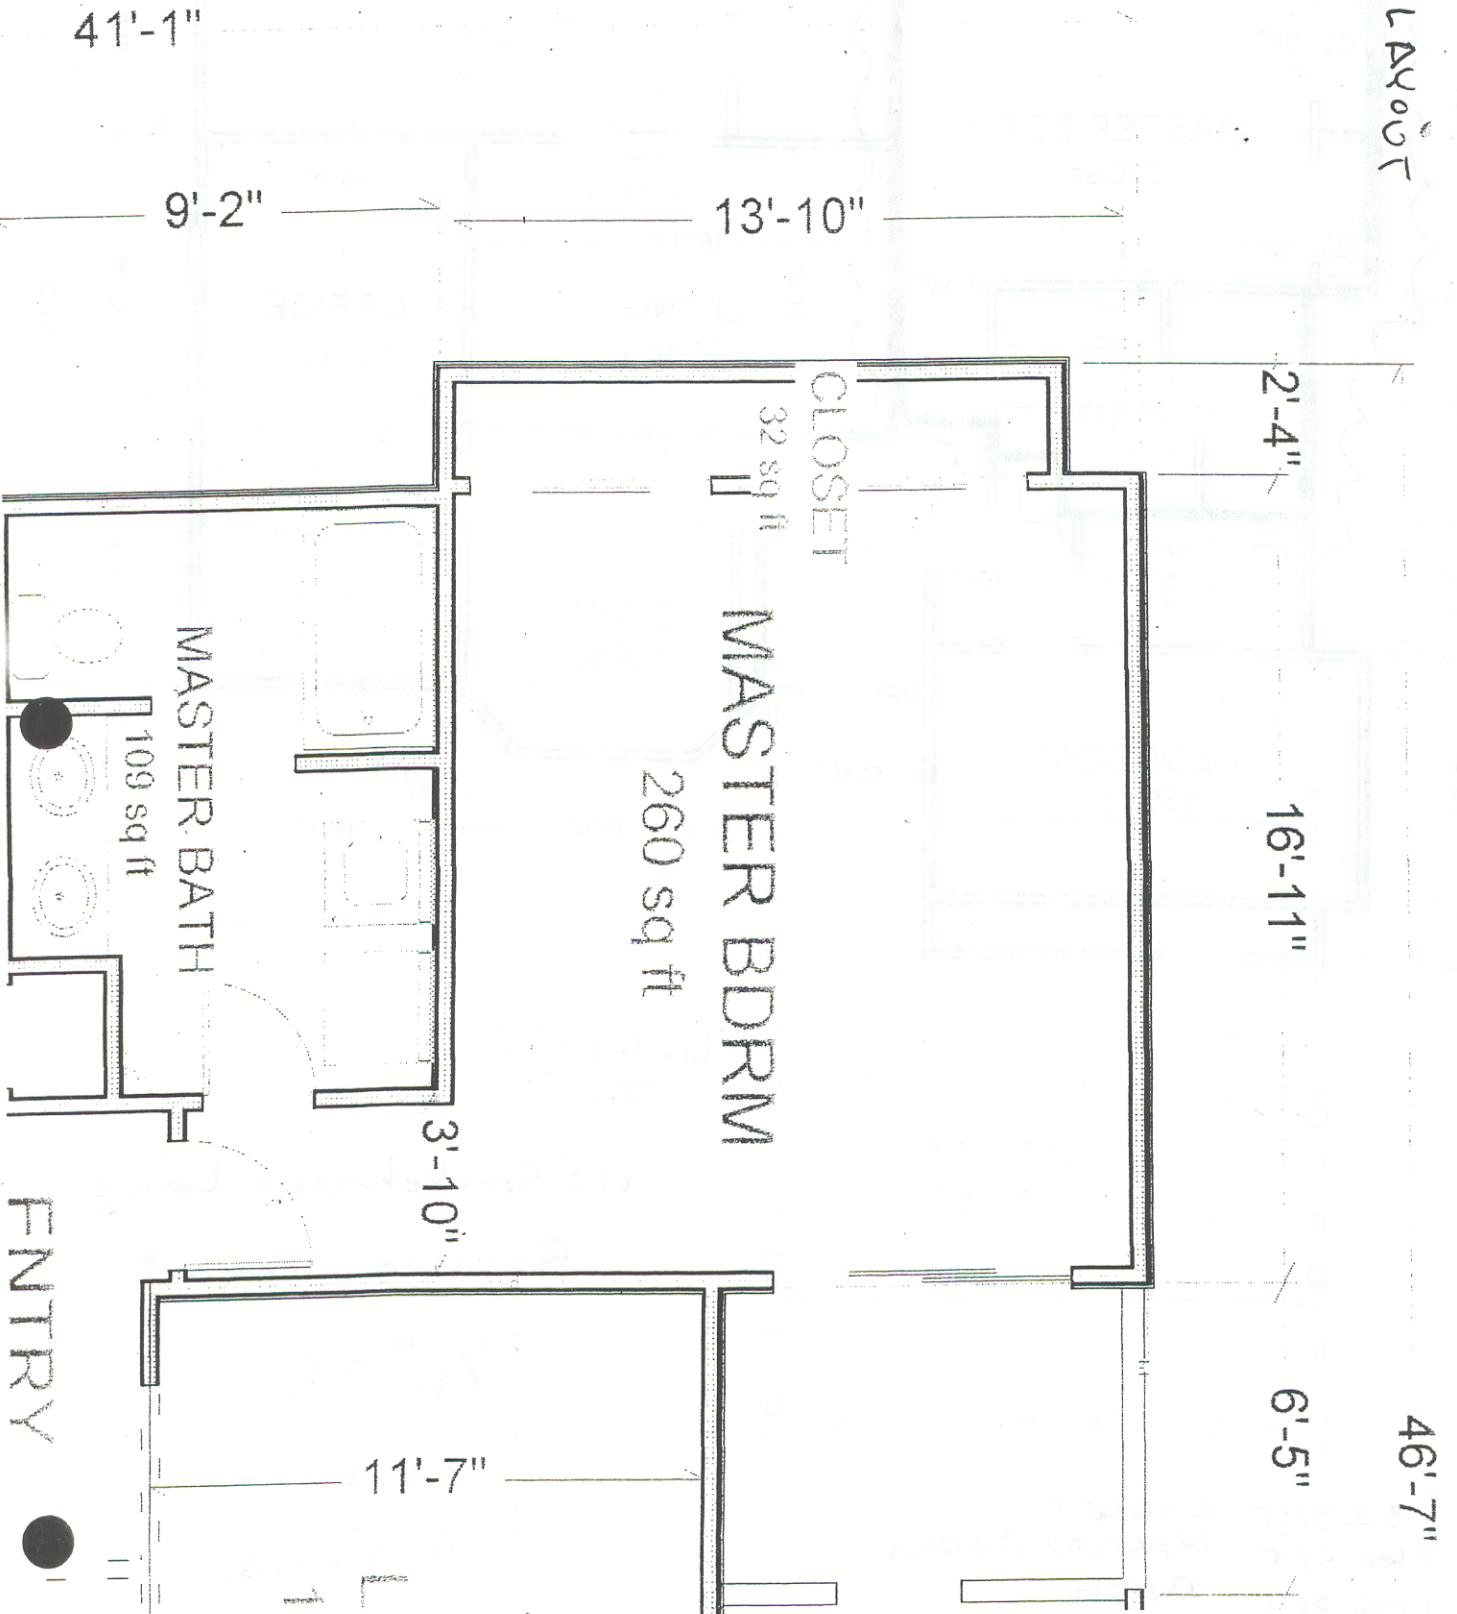 LAYOUT
41'-1"
9'-2"
13'-10"
2'-4"
CLOSET
32 sq ft
MASTER BDRM
260 sq ft
16'-11"
MASTER BATH
109 sq ft
3'-10"
ENTRY
11'-7"
6'-5"
46'-7"